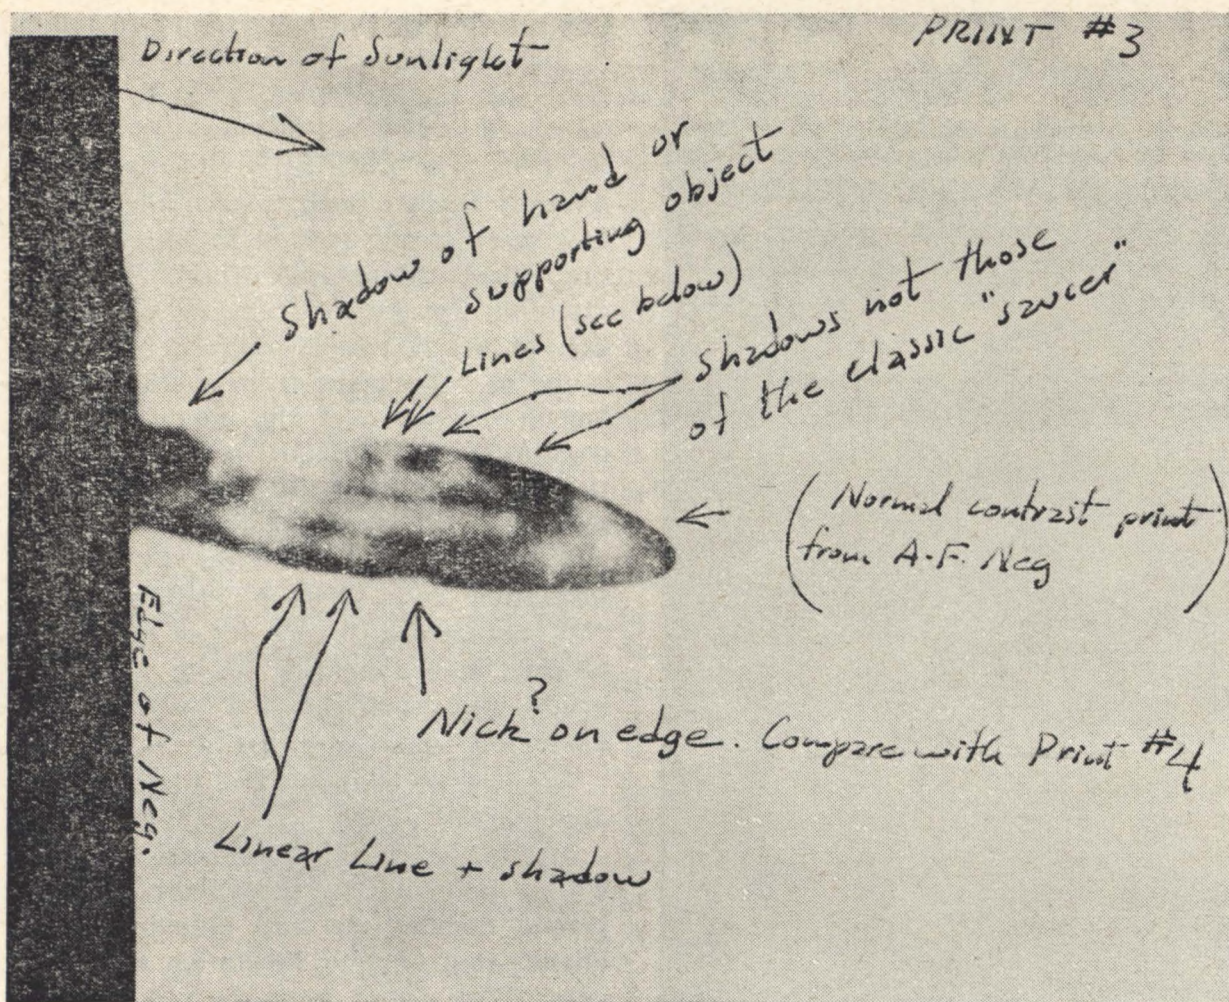 PRINT #3
Direction of Sunlight
Shadow of hand or
supporting object
Lines (see below)
Shadows not those
of the classic "saucer"
(Normal contrast print
from A.F. Neg)
?
Nick on edge. Compare with Print #4
Edge of Neg.
Linear Line + shadow